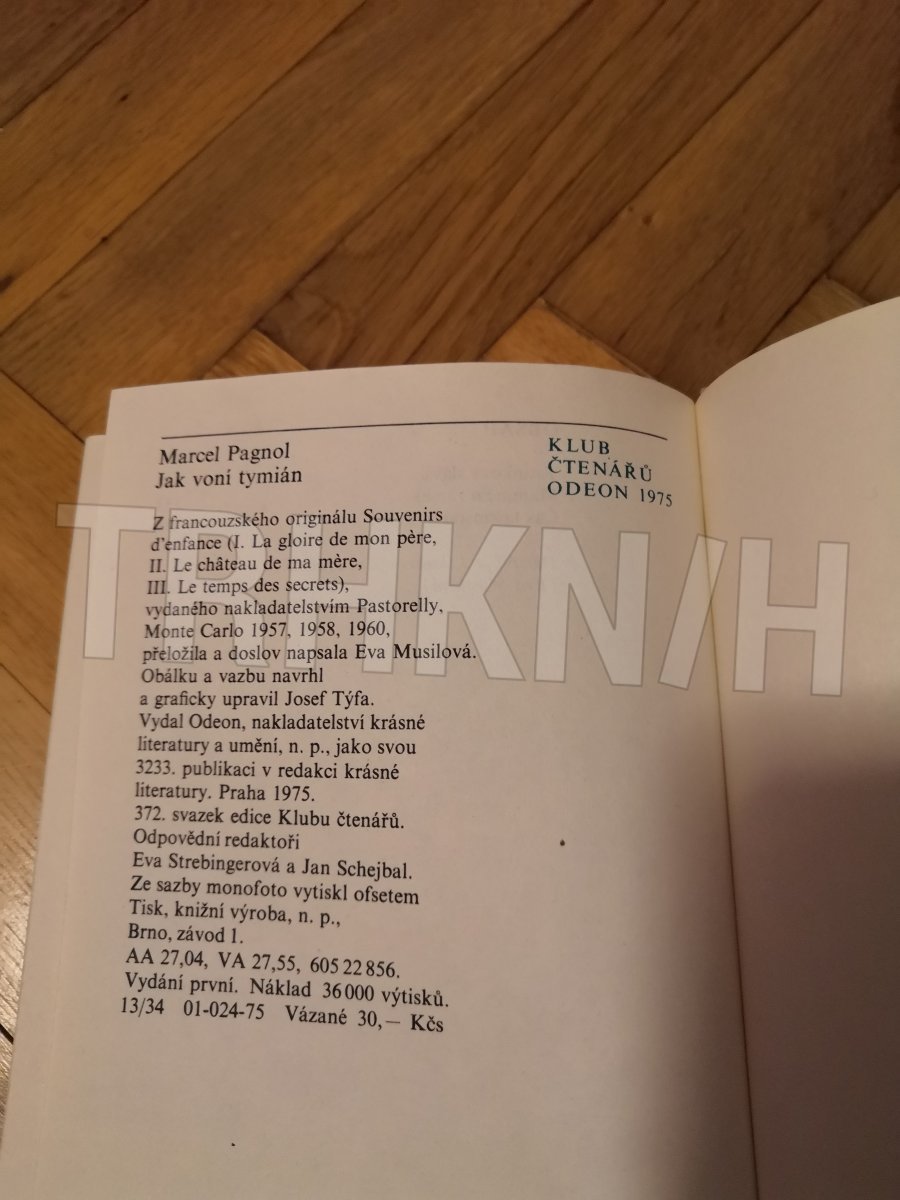 Marcel Pagnol
Jak voní tymián
KLUB
ČTENÁŘŮ
ODEON 1975
Z francouzského originálu Souvenirs
d'enfance (I. La gloire de mon père,
II. Le château de ma mère,
III. Le temps des secrets),
vydaného nakladatelstvím Pastorelly,
Monte Carlo 1957, 1958, 1960,
přeložila a doslov napsala Eva Musilová.
Obálku a vazbu navrhl
a graficky upravil Josef Týfa.
Vydal Odeon, nakladatelství krásné
literatury a umění, n. p., jako svou
3233. publikaci v redakci krásné
literatury. Praha 1975.
372. svazek edice Klubu čtenářů.
Odpovědní redaktoři
Eva Strebingerová a Jan Schejbal.
Ze sazby monofoto vytiskl ofsetem
Tisk, knižní výroba, n. p.,
Brno, závod 1.
AA 27,04, VA 27,55, 605 22 856.
Vydání první. Náklad 36 000 výtisků.
13/34 01-024-75 Vázané 30,— Kčs
TRHKN/H